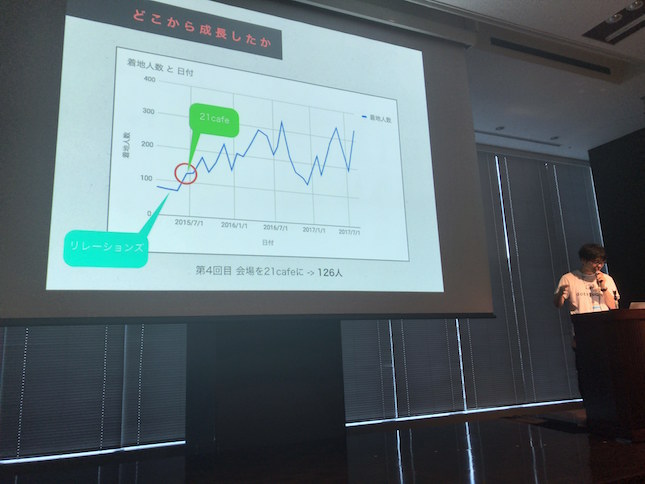 どこから成長したか
着地人数 と 日付
400
300
200
100
0
着地人数
21cafe
着地人数
リレーションズ
2015/7/1
2016/1/1
2016/7/1
2017/1/1
2017/7/1
日付
第4回目 会場を21cafeに -> 126人